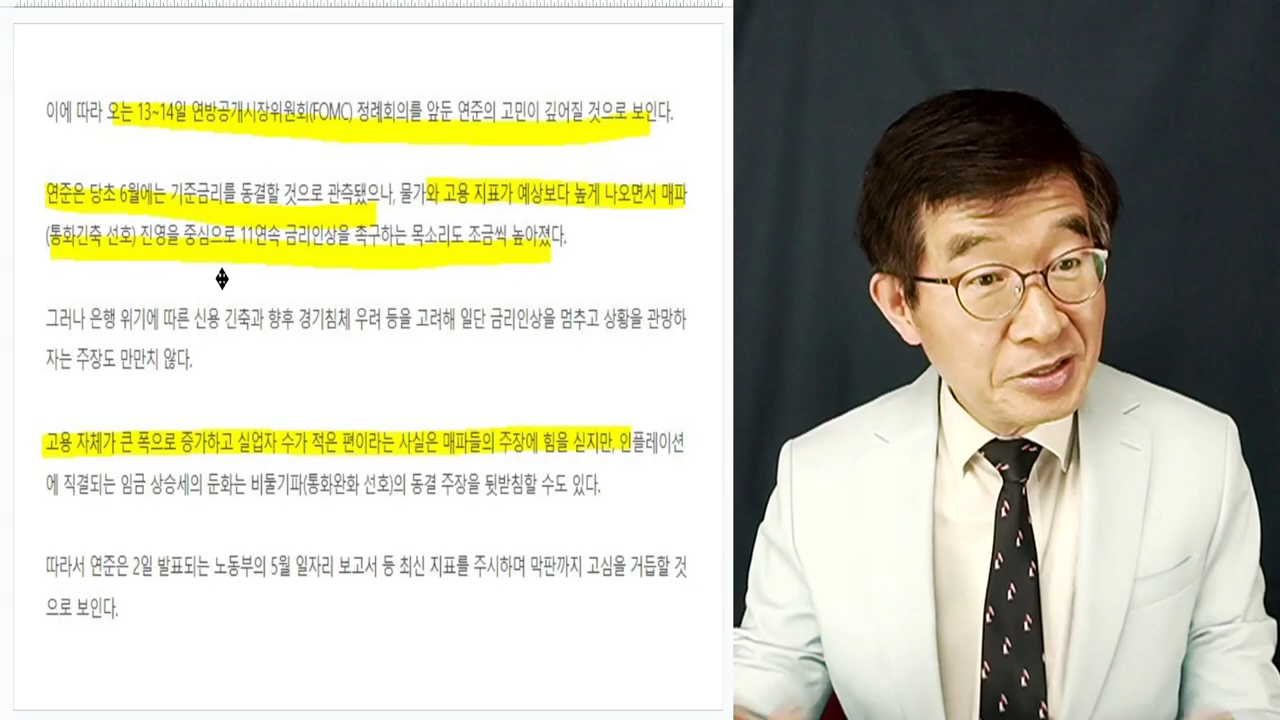 이에 따라 오는 13~14일 연방공개시장위원회(FOMC) 정례회의를 앞둔 연준의 고민이 깊어질 것으로 보인다.
연준은 당초 6월에는 기준금리를 동결할 것으로 관측됐으나, 물가와 고용 지표가 예상보다 높게 나오면서 매파
(통화긴축 선호) 진영을 중심으로 11연속 금리인상을 촉구하는 목소리도 조금씩 높아졌다.
그러나 은행 위기에 따른 신용 긴축과 향후 경기침체 우려 등을 고려해 일단 금리인상을 멈추고 상황을 관망하
자는 주장도 만만치 않다.
고용 자체가 큰 폭으로 증가하고 실업자 수가 적은 편이라는 사실은 매파들의 주장에 힘을 싣지만, 인플레이션
에 직결되는 임금 상승세의 둔화는 비둘기파(통화완화 선호)의 동결 주장을 뒷받침할 수도 있다.
따라서 연준은 2일 발표되는 노동부의 5월 일자리 보고서 등 최신 지표를 주시하며 막판까지 고심을 거듭할 것
으로 보인다.